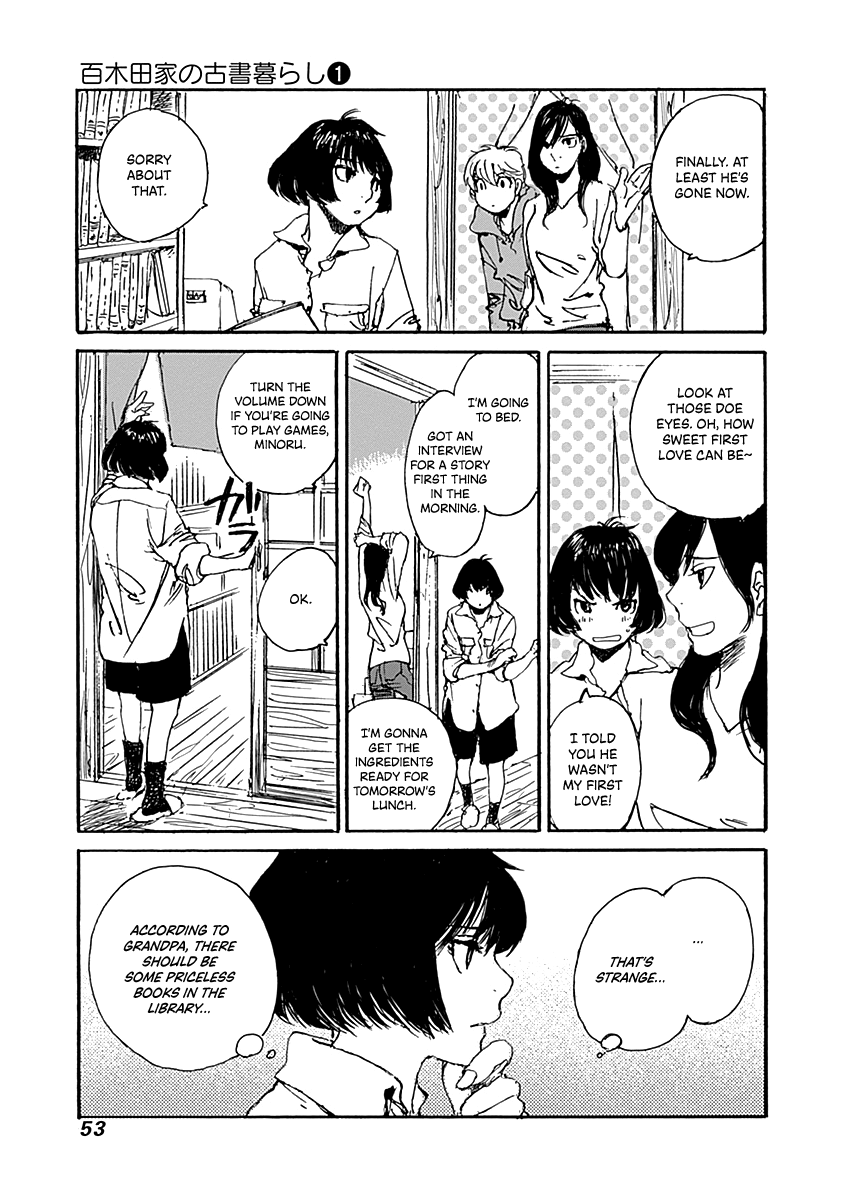 百木田家の古書暮らし❶
FINALLY. AT
LEAST HE'S
GONE NOW.
SORRY
ABOUT
THAT.
LOOK AT
THOSE DOE
EYES. OH, HOW
SWEET FIRST
LOVE CAN BE~
I TOLD
YOU HE
WASN'T
MY FIRST
LOVE!
I'M GOING
TO BED.
GOT AN
INTERVIEW
FOR A STORY
FIRST THING
IN THE
MORNING.
I'M GONNA
GET THE
INGREDIENTS
READY FOR
TOMORROW'S
LUNCH.
TURN THE
VOLUME DOWN
IF YOU'RE GOING
TO PLAY GAMES,
MINORU.
ガラ
OK.
...
THAT'S
STRANGE...
ACCORDING TO
GRANDPA, THERE
SHOULD BE
SOME PRICELESS
BOOKS IN THE
LIBRARY...
53